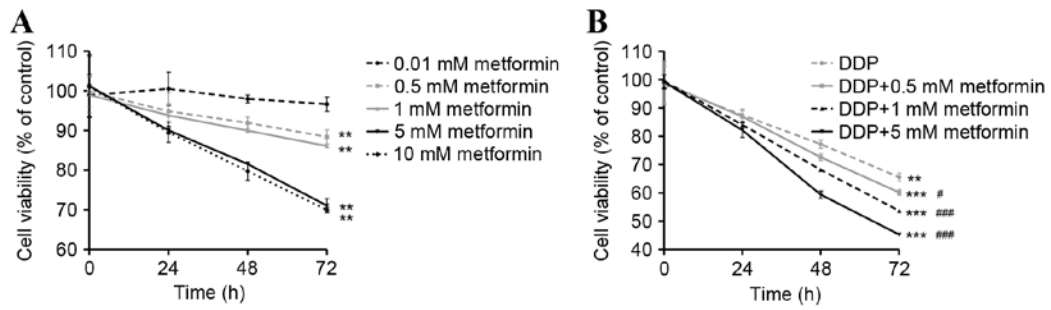 A
Cell viability (% of control)
110
100
90
80
70
60
0
24
48
72
Time (h)
0.01 mM metformin
0.5 mM metformin
1 mM metformin
5 mM metformin
10 mM metformin
**
**
**
**
B
Cell viability (% of control)
110
100
90
80
70
60
50
40
0
24
48
72
Time (h)
DDP
DDP+0.5 mM metformin
DDP+1 mM metformin
DDP+5 mM metformin
**
*** #
*** ###
*** ###